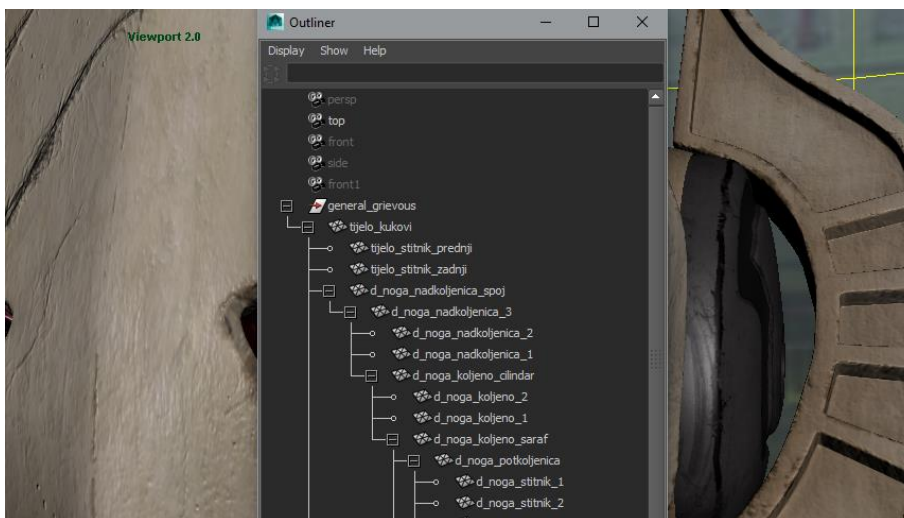 Viewport 2.0
Outliner
Display Show Help
persp
top
front
side
front1
general_grievous
tijelo_kukovi
tijelo_stitnik_prednji
tijelo_stitnik_zadnji
d_noga_nadkoljenica_spoj
d_noga_nadkoljenica_3
d_noga_nadkoljenica_2
d_noga_nadkoljenica_1
d_noga_koljeno_cilindar
d_noga_koljeno_2
d_noga_koljeno_1
d_noga_koljeno_saraf
d_noga_potkoljenica
d_noga_stitnik_1
d_noga_stitnik_2